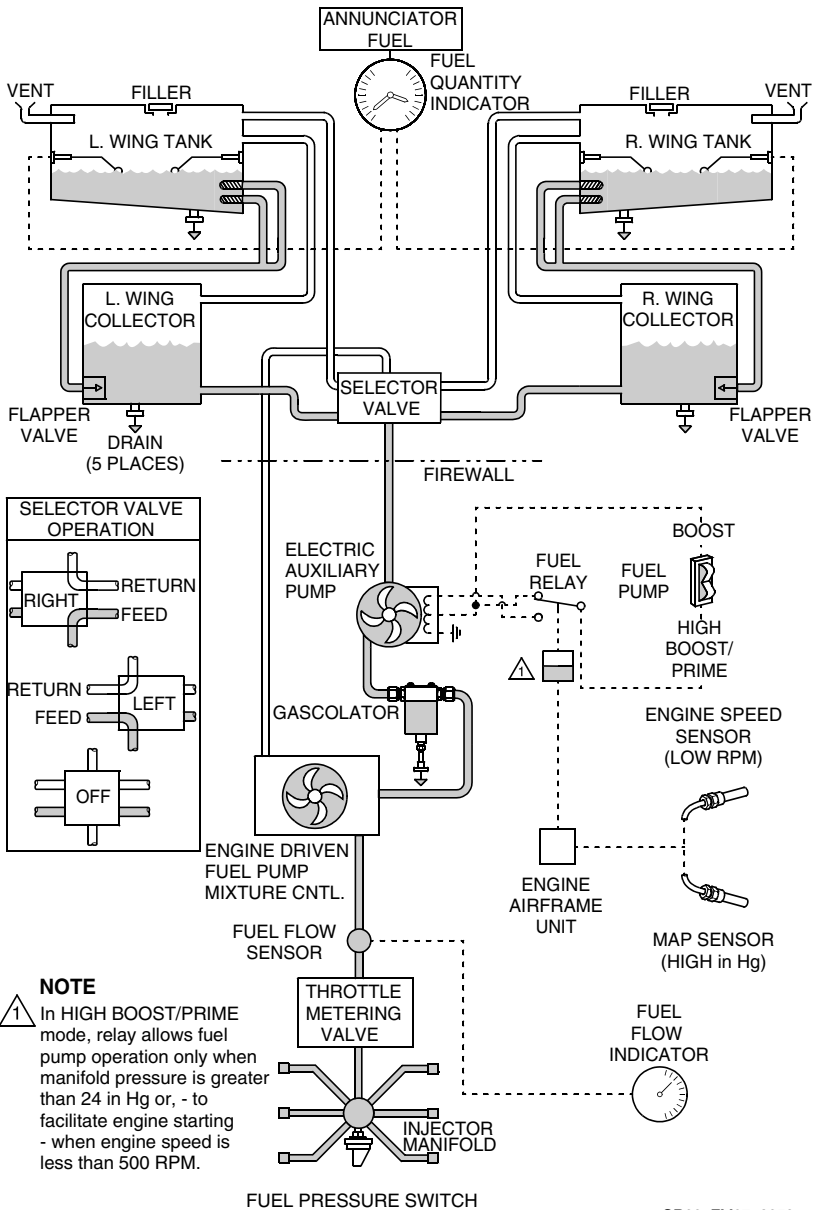 ANNUNCIATOR
FUEL
FUEL
QUANTITY
INDICATOR
VENT
FILLER
FILLER
VENT
L. WING TANK
R. WING TANK
L. WING
COLLECTOR
R. WING
COLLECTOR
SELECTOR
VALVE
FLAPPER
VALVE
DRAIN
(5 PLACES)
FLAPPER
VALVE
FIREWALL
SELECTOR VALVE
OPERATION
RIGHT
RETURN
FEED
RETURN
FEED
LEFT
OFF
ELECTRIC
AUXILIARY
PUMP
FUEL
RELAY
BOOST
FUEL
PUMP
HIGH
BOOST/
PRIME
1
GASCOLATOR
ENGINE SPEED
SENSOR
(LOW RPM)
ENGINE DRIVEN
FUEL PUMP
MIXTURE CNTL.
ENGINE
AIRFRAME
UNIT
MAP SENSOR
(HIGH in Hg)
FUEL FLOW
SENSOR
THROTTLE
METERING
VALVE
FUEL
FLOW
INDICATOR
INJECTOR
MANIFOLD
FUEL PRESSURE SWITCH
NOTE
1
In HIGH BOOST/PRIME
mode, relay allows fuel
pump operation only when
manifold pressure is greater
than 24 in Hg or, - to
facilitate engine starting
- when engine speed is
less than 500 RPM.